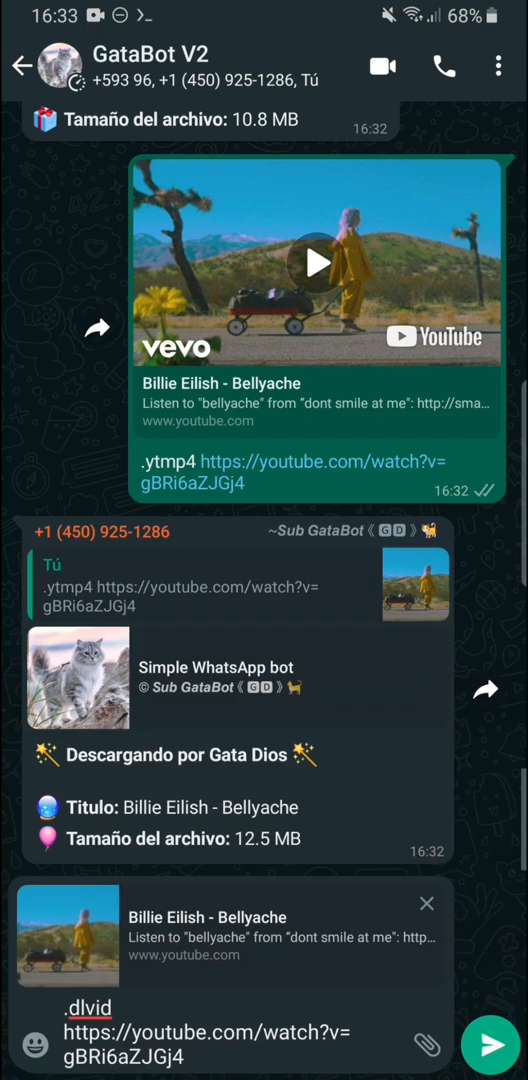 16:33
68%
GataBot V2
+593 96, +1 (450) 925-1286, Tú
Tamaño del archivo: 10.8 MB
16:32
vevo
YouTube
Billie Eilish - Bellyache
Listen to "bellyache" from “dont smile at me": http://sma...
www.youtube.com
.ytmp4 https://youtube.com/watch?v=
gBRi6aZJGj4
16:32
+1 (450) 925-1286
~Sub GataBot《 🅶🅳 》🐈
Tú
.ytmp4 https://youtube.com/watch?v=
gBRi6aZJGj4
Simple WhatsApp bot
© Sub GataBot《 🅶🅳 》🐈
Descargando por Gata Dios
Titulo: Billie Eilish - Bellyache
Tamaño del archivo: 12.5 MB
16:32
Billie Eilish - Bellyache
Listen to "bellyache" from “dont smile at me": http...
www.youtube.com
.dlvid
https://youtube.com/watch?v=
gBRi6aZJGj4